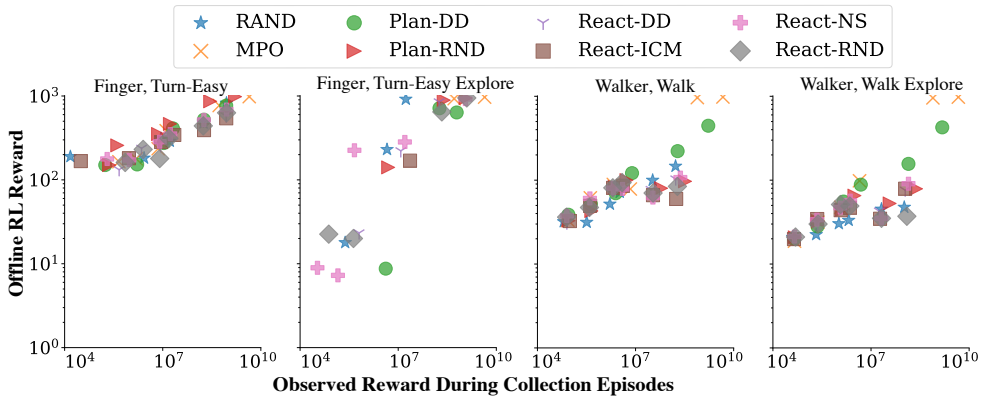 RAND Plan-DD React-DD React-NS
MPO Plan-RND React-ICM React-RND
Finger, Turn-Easy Finger, Turn-Easy Explore Walker, Walk Walker, Walk Explore
Offline RL Reward
10³
10²
10¹
10⁰
10⁴ 10⁷ 10¹⁰ 10⁴ 10⁷ 10¹⁰ 10⁴ 10⁷ 10¹⁰ 10⁴ 10⁷ 10¹⁰
Observed Reward During Collection Episodes